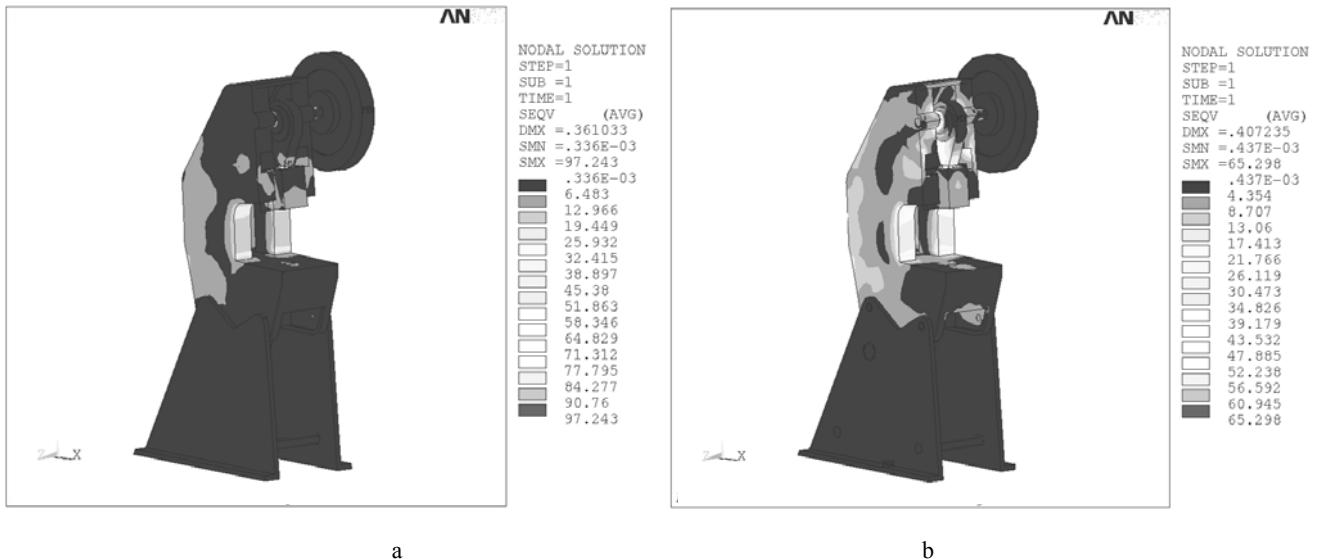 AN
NODAL SOLUTION
STEP=1
SUB =1
TIME=1
SEQV (AVG)
DMX =.361033
SMN =.336E-03
SMX =97.243
.336E-03
6.483
12.966
19.449
25.932
32.415
38.897
45.38
51.863
58.346
64.829
71.312
77.795
84.277
90.76
97.243
Z X
a
AN
NODAL SOLUTION
STEP=1
SUB =1
TIME=1
SEQV (AVG)
DMX =.407235
SMN =.437E-03
SMX =65.298
.437E-03
4.354
8.707
13.06
17.413
21.766
26.119
30.473
34.826
39.179
43.532
47.885
52.238
56.592
60.945
65.298
Z X
b